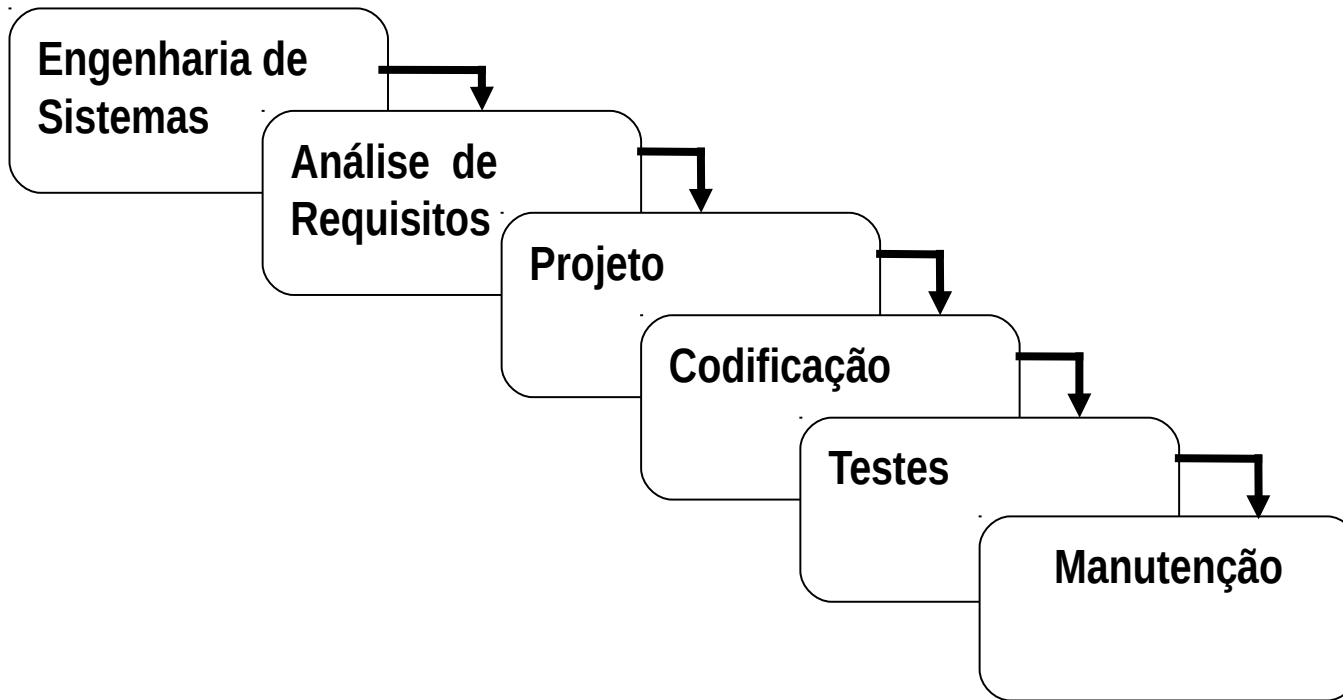 Engenharia de
Sistemas
Análise de
Requisitos
Projeto
Codificação
Testes
Manutenção